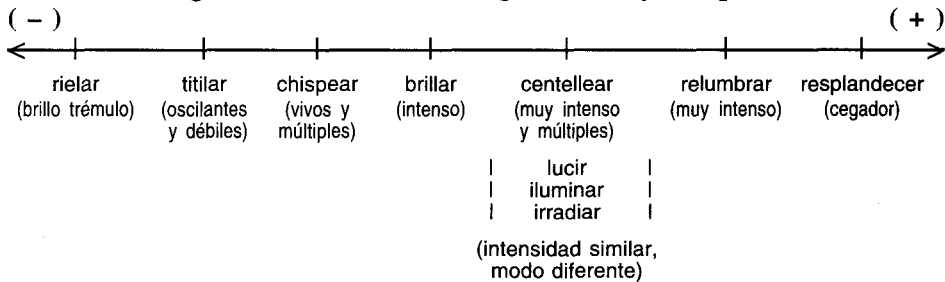 (-) (+)
rielar titilar chispear brillar centellear relumbrar resplandecer
(brillo trémulo) (oscilantes (vivos y (intenso) (muy intenso (muy intenso) (cegador)
y débiles) múltiples) y múltiples)
| lucir |
| iluminar |
| irradiar |
(intensidad similar,
modo diferente)